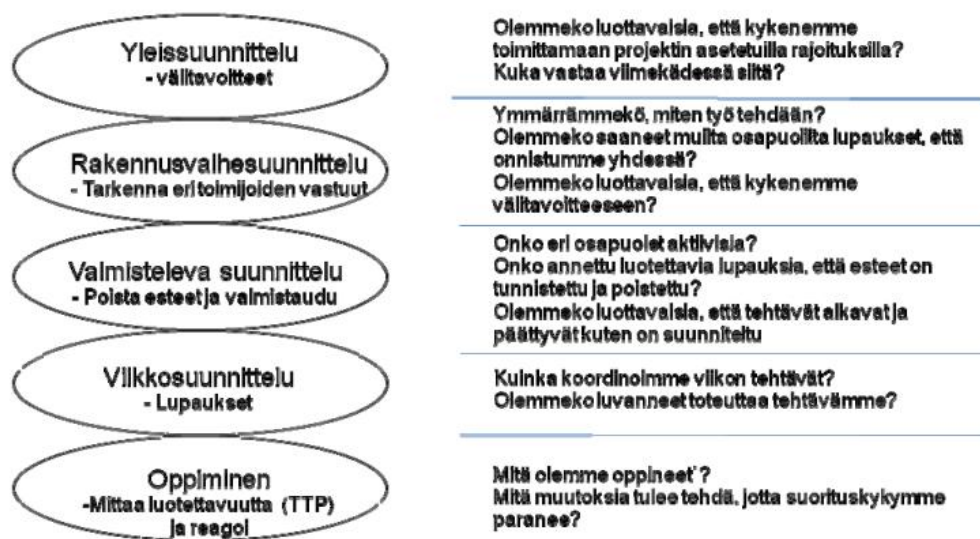 Yleissuunnittelu
- välitavoitteet
Olemmeko luottavaisia, että kykenemme
toimittamaan projektin asetetuilla rajoituksilla?
Kuka vastaa viimekädessä siitä?
Rakennusvaihesuunnittelu
- Tarkenna eri toimijoiden vastuut
Ymmärrämmekö, miten työ tehdään?
Olemmeko saaneet muilta osapuolilta lupaukset, että
onnistumme yhdessä?
Olemmeko luottavaisia, että kykenemme
välitavoitteeseen?
Valmisteleva suunnittelu
- Poista esteet ja valmistaudu
Onko eri osapuolet aktiivisia?
Onko annettu luotettavia lupauksia, että esteet on
tunnistettu ja poistettu?
Olemmeko luottavaisia, että tehtävät alkavat ja
päättyvät kuten on suunniteltu
Viikkosuunnittelu
- Lupaukset
Kuinka koordinoimme viikon tehtävät?
Olemmeko luvanneet toteuttaa tehtävämme?
Oppiminen
-Mittaa luotettavuutta (TTP)
ja reagoi
Mitä olemme oppineet`?
Mitä muutoksia tulee tehdä, jotta suorituskykymme
paranee?